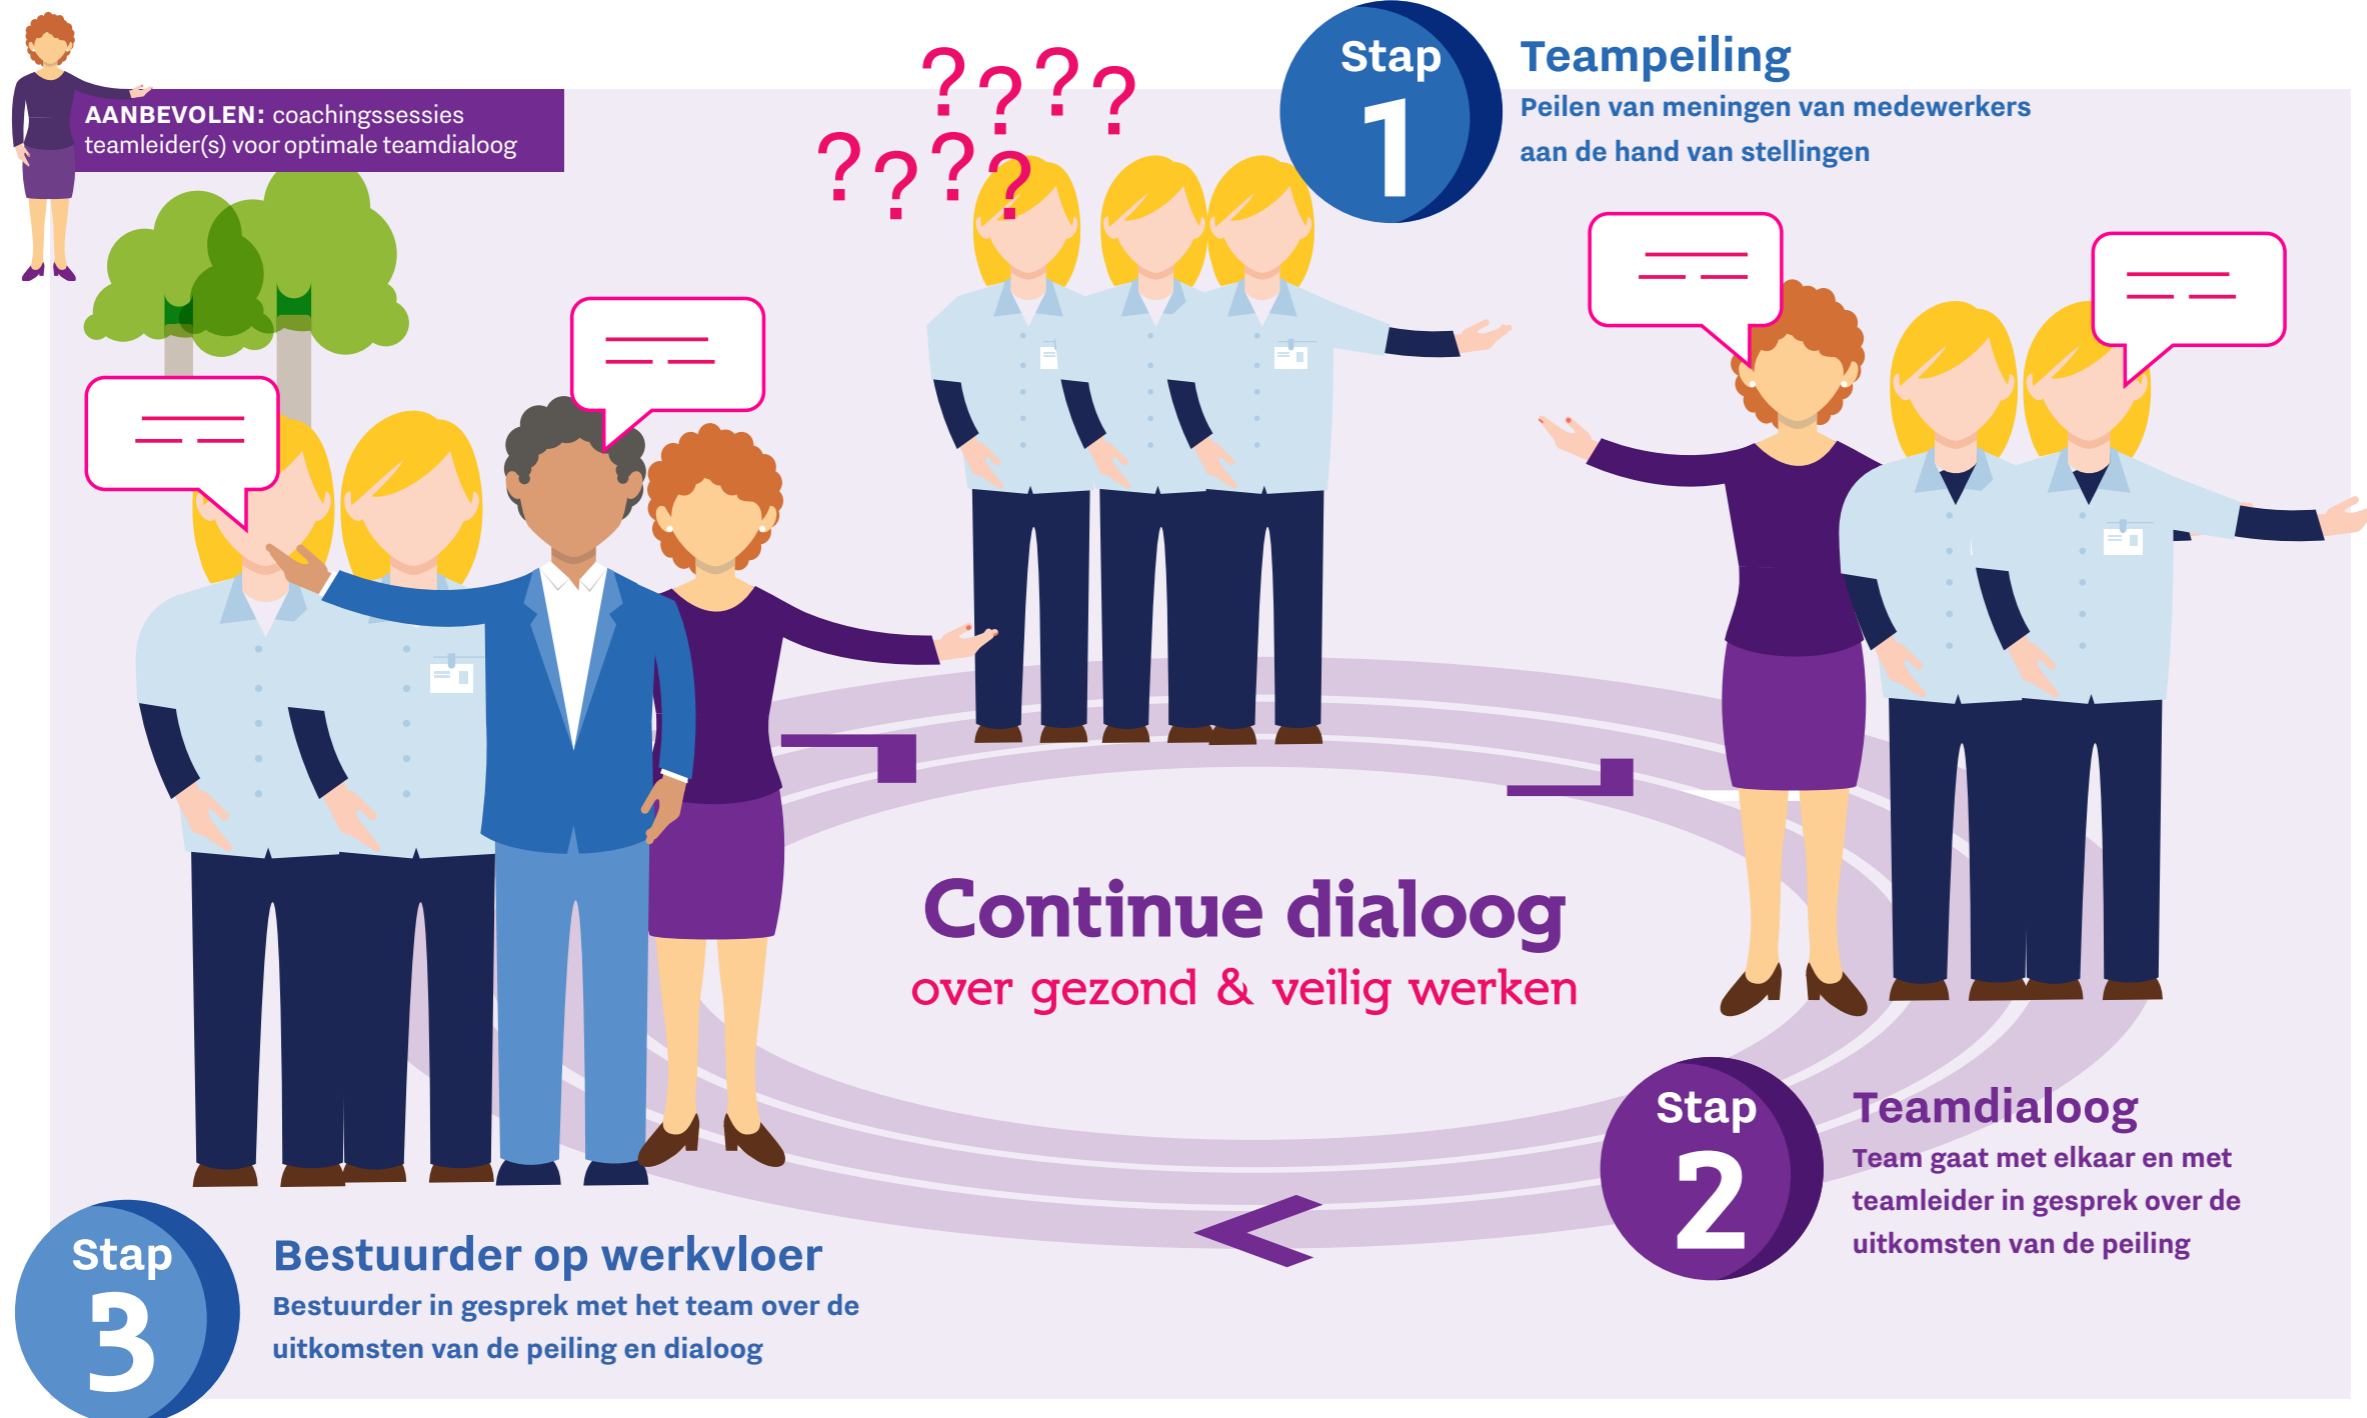 AANBEVOLEN: coachingssessies
teamleider(s) voor optimale teamdialoog
????
????
Stap
1
Teampeiling
Peilen van meningen van medewerkers
aan de hand van stellingen
Continue dialoog
over gezond & veilig werken
Stap
2
Teamdialoog
Team gaat met elkaar en met
teamleider in gesprek over de
uitkomsten van de peiling
Stap
3
Bestuurder op werkvloer
Bestuurder in gesprek met het team over de
uitkomsten van de peiling en dialoog